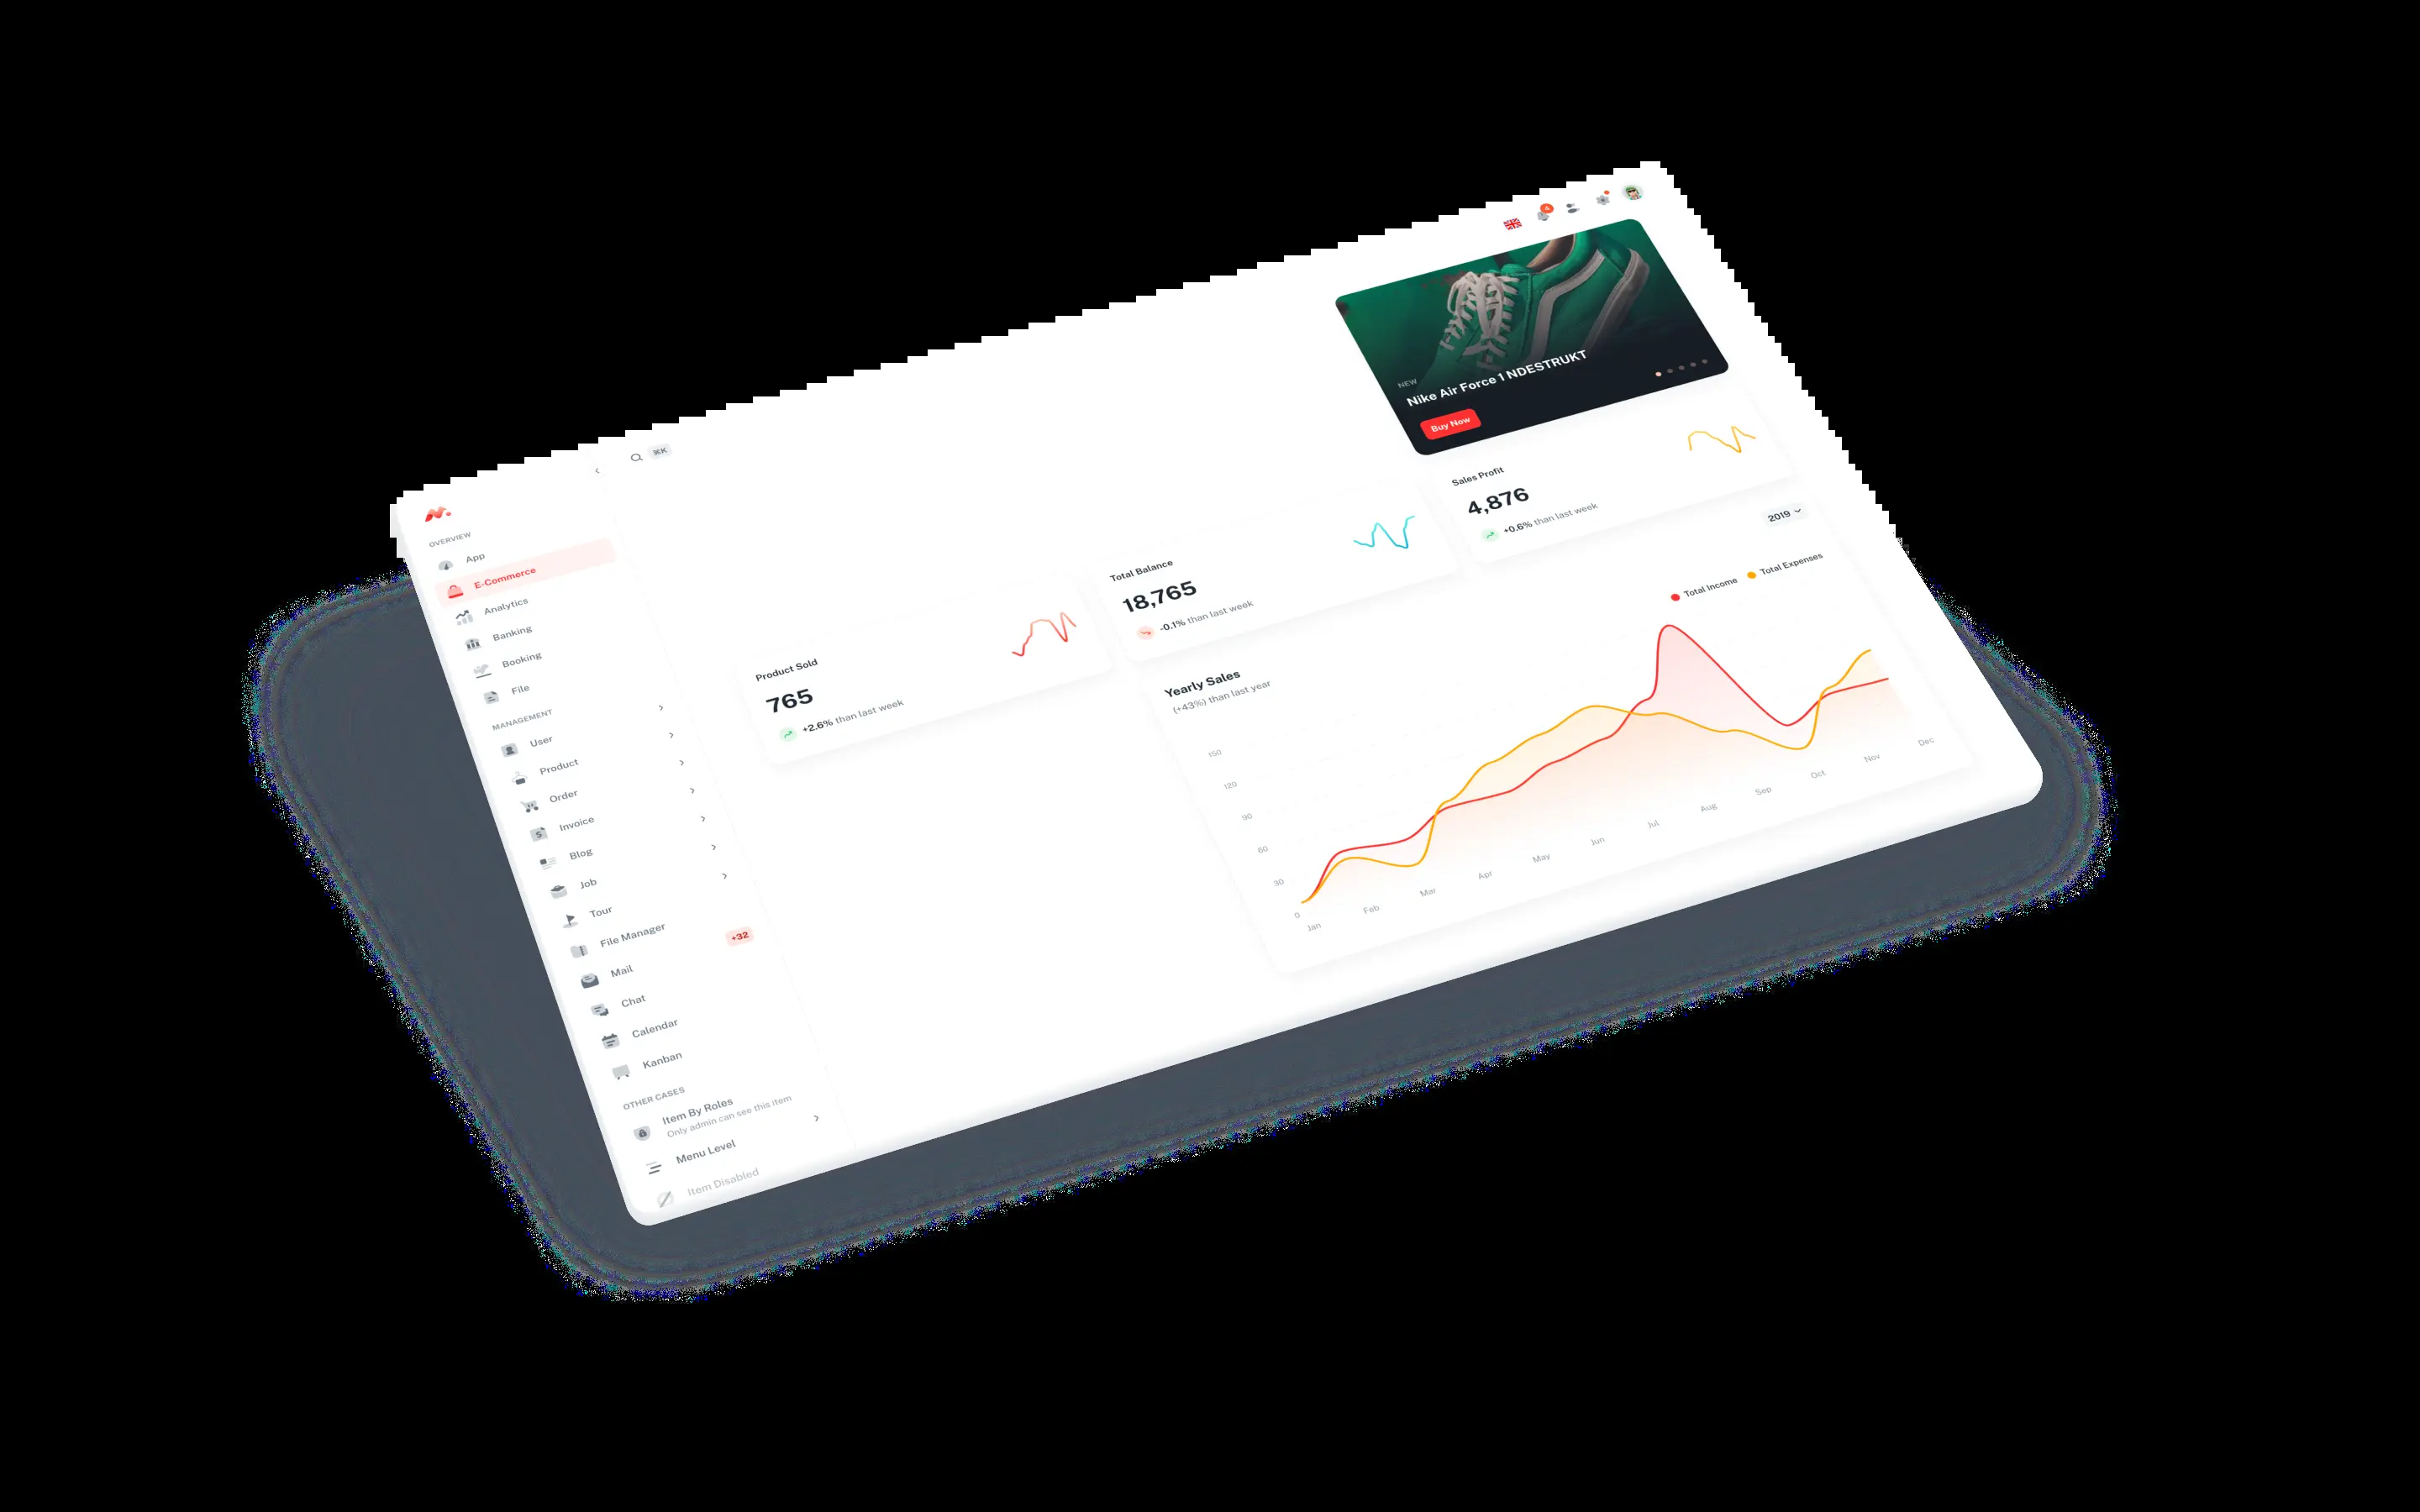 4
⌘K
OVERVIEW
App
E-Commerce
Analytics
Banking
Booking
File
MANAGEMENT
User
Product
Order
Invoice
Blog
Job
Tour
File Manager
Mail
+32
Chat
Calendar
Kanban
OTHER CASES
Item By Roles
Only admin can see this item
Menu Level
Item Disabled
NEW
Nike Air Force 1 NDESTRUKT
Buy Now
Product Sold
765
+2.6% than last week
Total Balance
18,765
-0.1% than last week
Sales Profit
4,876
+0.6% than last week
Yearly Sales
(+43%) than last year
2019
Total Income
Total Expenses
150
120
90
60
30
0
Jan
Feb
Mar
Apr
May
Jun
Jul
Aug
Sep
Oct
Nov
Dec